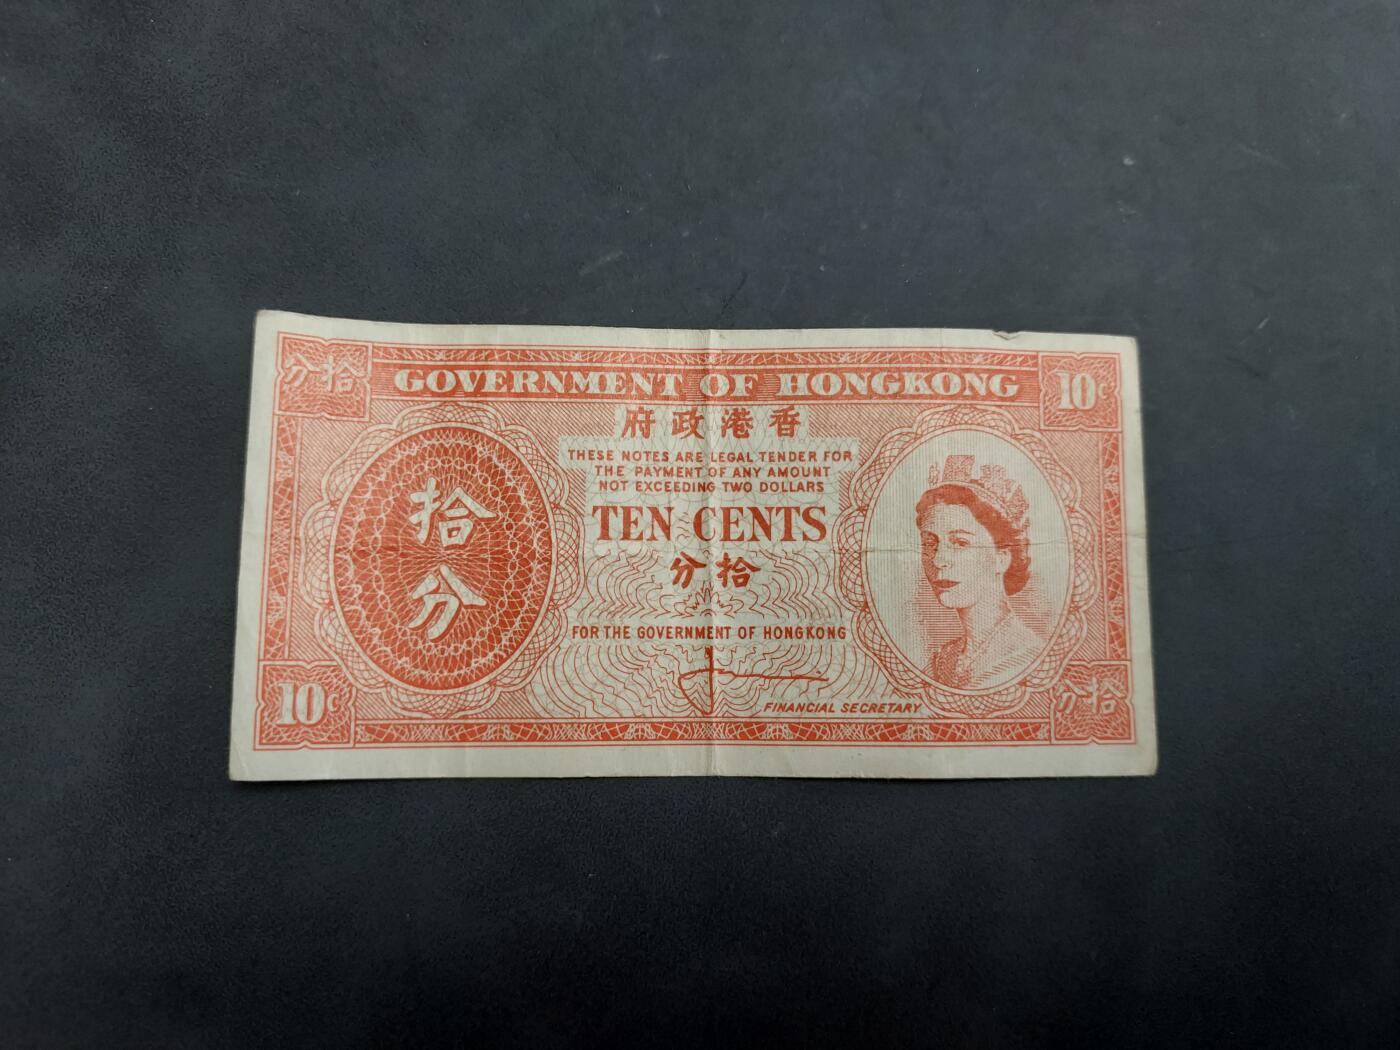 分拾
GOVERNMENT OF HONGKONG
10c
府政港香
THESE NOTES ARE LEGAL TENDER FOR
THE PAYMENT OF ANY AMOUNT
NOT EXCEEDING TWO DOLLARS
拾
分
TEN CENTS
分拾
FOR THE GOVERNMENT OF HONGKONG
FINANCIAL SECRETARY
10c
分拾